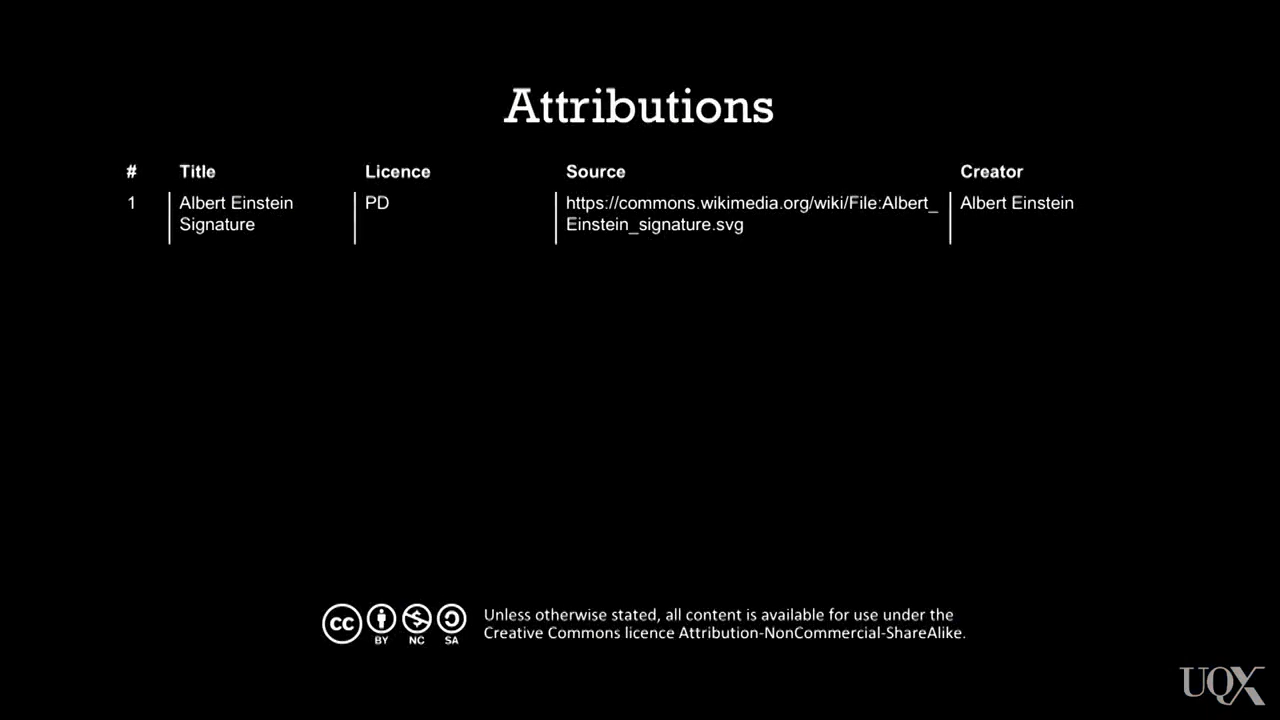 Attributions
# Title Licence Source Creator
1 Albert Einstein PD https://commons.wikimedia.org/wiki/File:Albert_ Albert Einstein
Signature Einstein_signature.svg
cc BY NC SA
Unless otherwise stated, all content is available for use under the
Creative Commons licence Attribution-NonCommercial-ShareAlike.
UQX